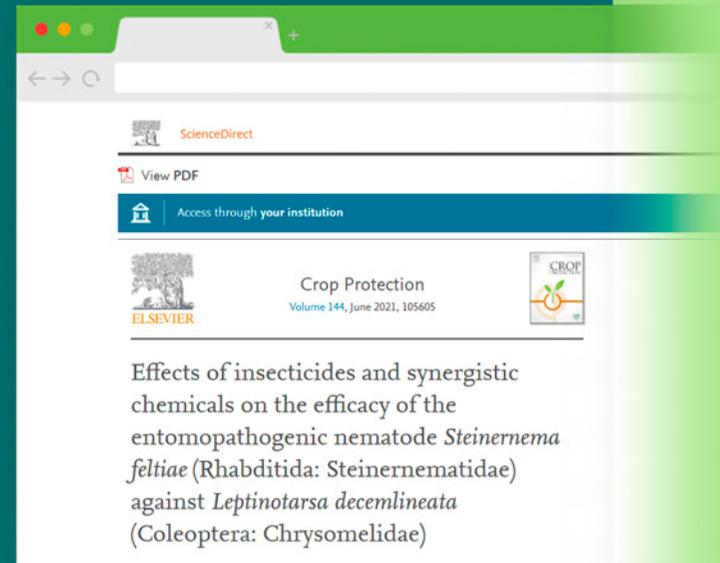 ScienceDirect
View PDF
Access through your institution
ELSEVIER
Crop Protection
Volume 144, June 2021, 105605
CROP
Effects of insecticides and synergistic
chemicals on the efficacy of the
entomopathogenic nematode Steinernema
feltiae (Rhabditida: Steinernematidae)
against Leptinotarsa decemlineata
(Coleoptera: Chrysomelidae)